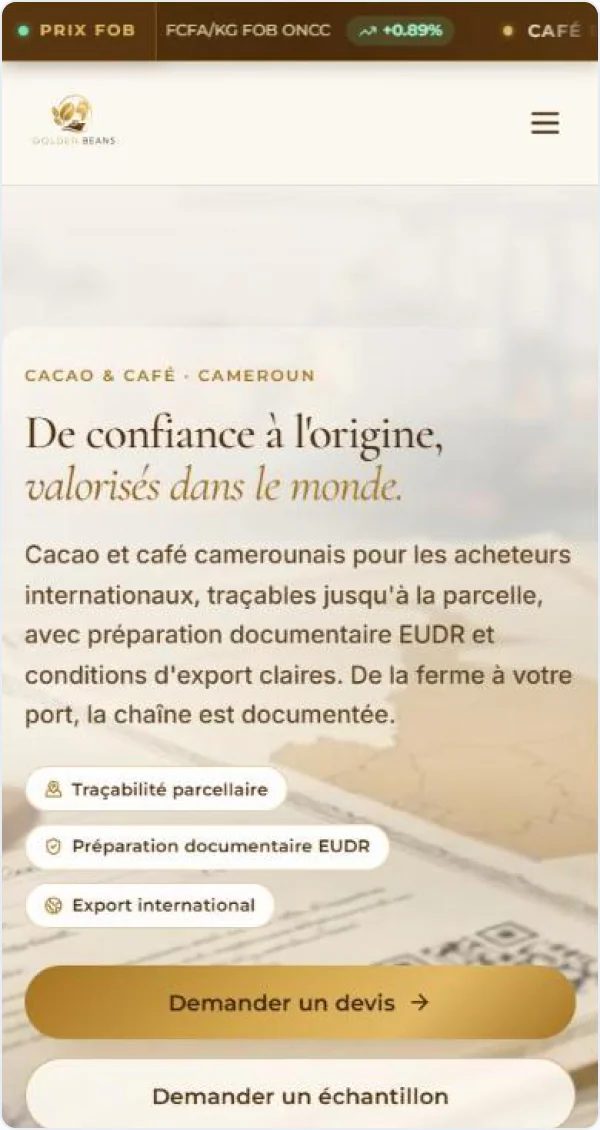 PRIX FOB
FCFA/KG FOB ONCC
+0.89%
CAFÉ
GOLDEN BEANS
CACAO & CAFÉ · CAMEROUN
De confiance à l'origine,
valorisés dans le monde.
Cacao et café camerounais pour les acheteurs
internationaux, traçables jusqu'à la parcelle,
avec préparation documentaire EUDR et
conditions d'export claires. De la ferme à votre
port, la chaîne est documentée.
Traçabilité parcellaire
Préparation documentaire EUDR
Export international
Demander un devis →
Demander un échantillon